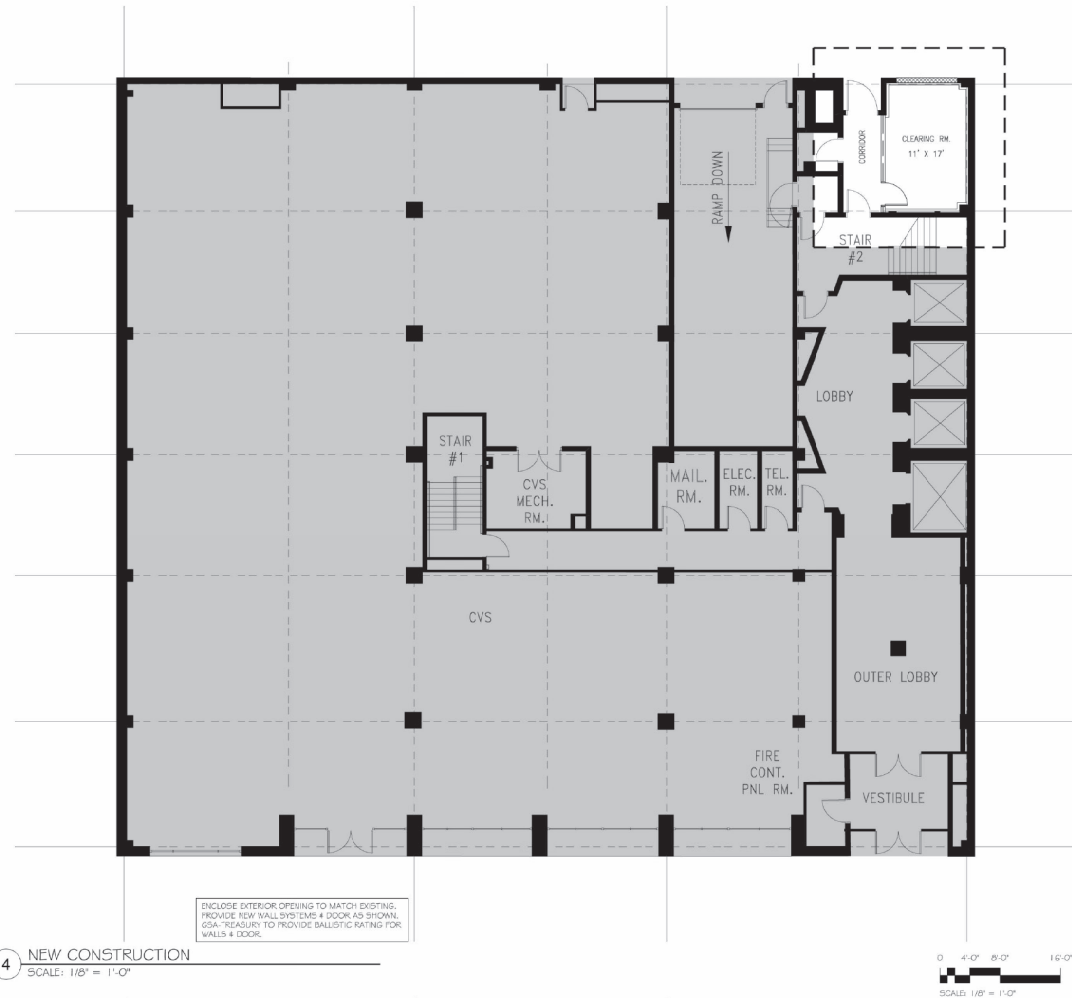 CORRIDOR
CLEARING RM.
11' X 17'
RAMP DOWN
STAIR
#2
LOBBY
STAIR
#1
CVS
MECH.
RM.
MAIL.
RM.
ELEC.
RM.
TEL.
RM.
CVS
OUTER LOBBY
FIRE
CONT.
PNL RM.
VESTIBULE
ENCLOSE EXTERIOR OPENING TO MATCH EXISTING.
PROVIDE NEW WALL SYSTEMS & DOOR AS SHOWN.
GSA-TREASURY TO PROVIDE BALLISTIC RATING FOR
WALLS & DOOR.
4 NEW CONSTRUCTION
SCALE: 1/8" = 1'-0"
0 4'-0" 8'-0" 16'-0"
SCALE: 1/8" = 1'-0"